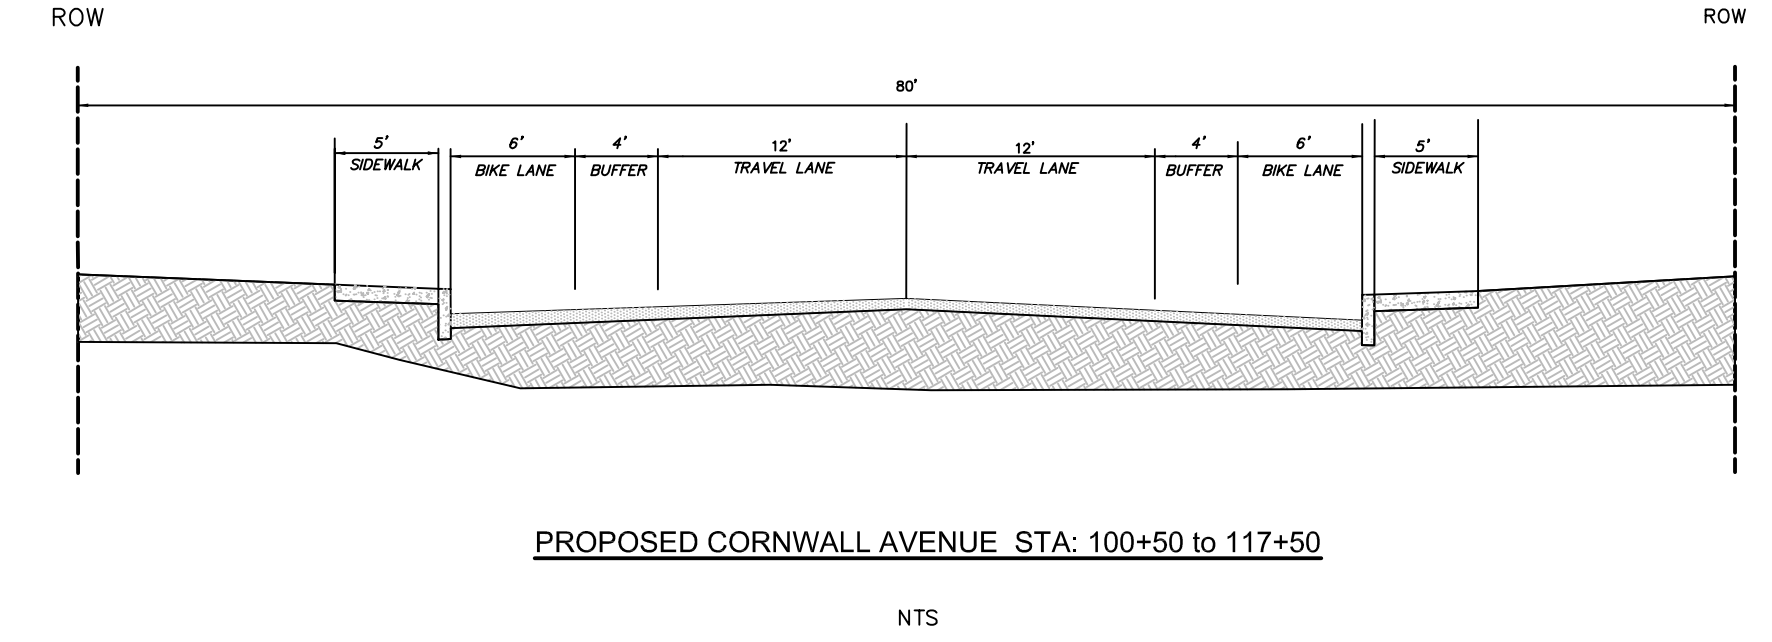 ROW ROW
80'
5' 6' 4' 12' 12' 4' 6' 5'
SIDEWALK BIKE LANE BUFFER TRAVEL LANE TRAVEL LANE BUFFER BIKE LANE SIDEWALK
PROPOSED CORNWALL AVENUE STA: 100+50 to 117+50
NTS